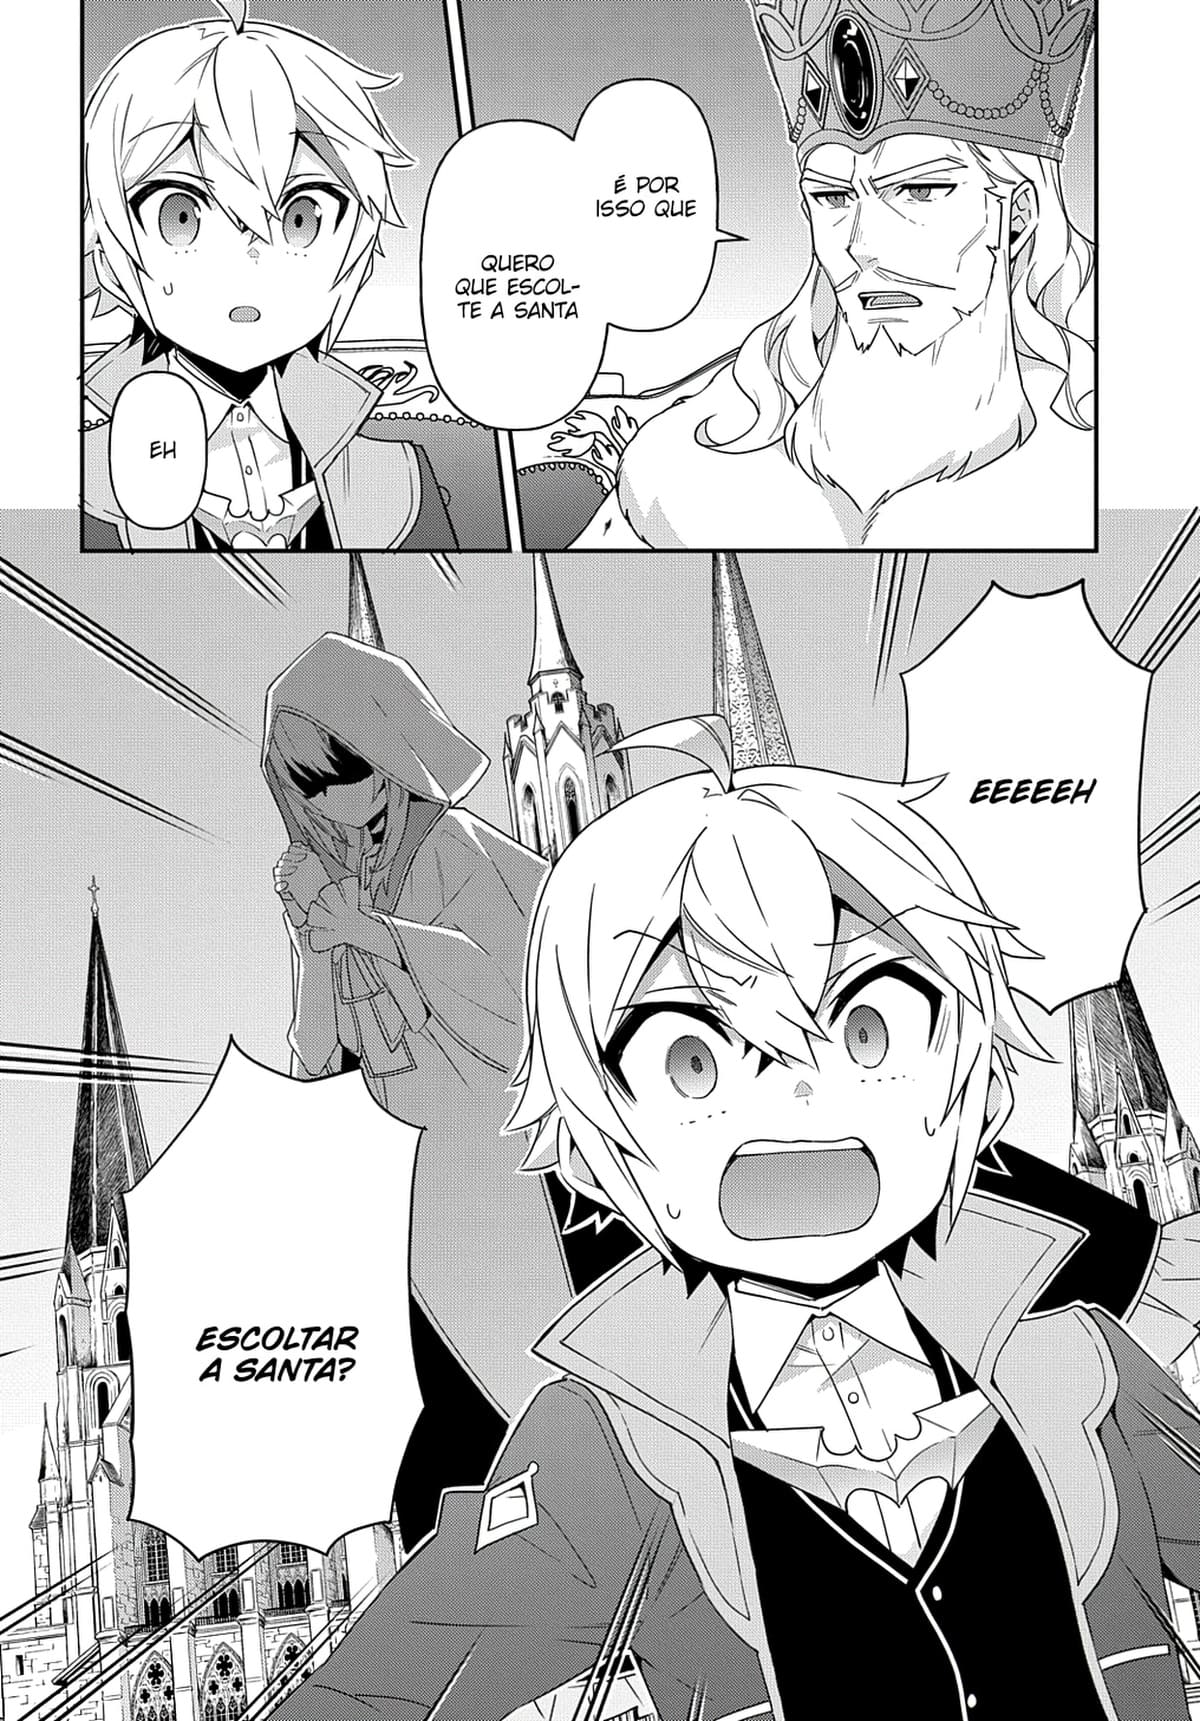 É POR
ISSO QUE
QUERO
QUE ESCOL-
TE A SANTA
EH
EEEEEH
ESCOLTAR
A SANTA?